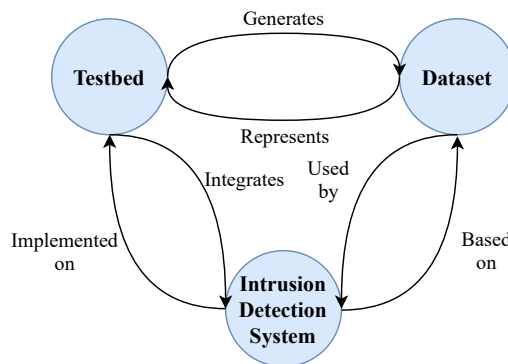 Generates
Testbed
Dataset
Represents
Integrates
Used
by
Implemented
on
Based
on
Intrusion
Detection
System